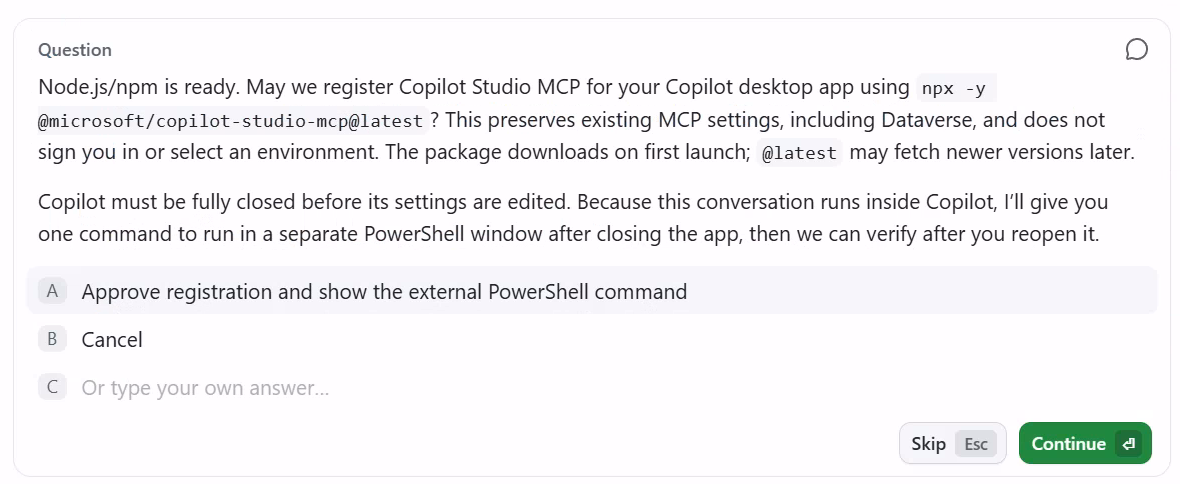 Question
Node.js/npm is ready. May we register Copilot Studio MCP for your Copilot desktop app using npx -y
@microsoft/copilot-studio-mcp@latest? This preserves existing MCP settings, including Dataverse, and does not
sign you in or select an environment. The package downloads on first launch; @latest may fetch newer versions later.
Copilot must be fully closed before its settings are edited. Because this conversation runs inside Copilot, I’ll give you
one command to run in a separate PowerShell window after closing the app, then we can verify after you reopen it.
A Approve registration and show the external PowerShell command
B Cancel
C Or type your own answer...
Skip Esc Continue ⏎